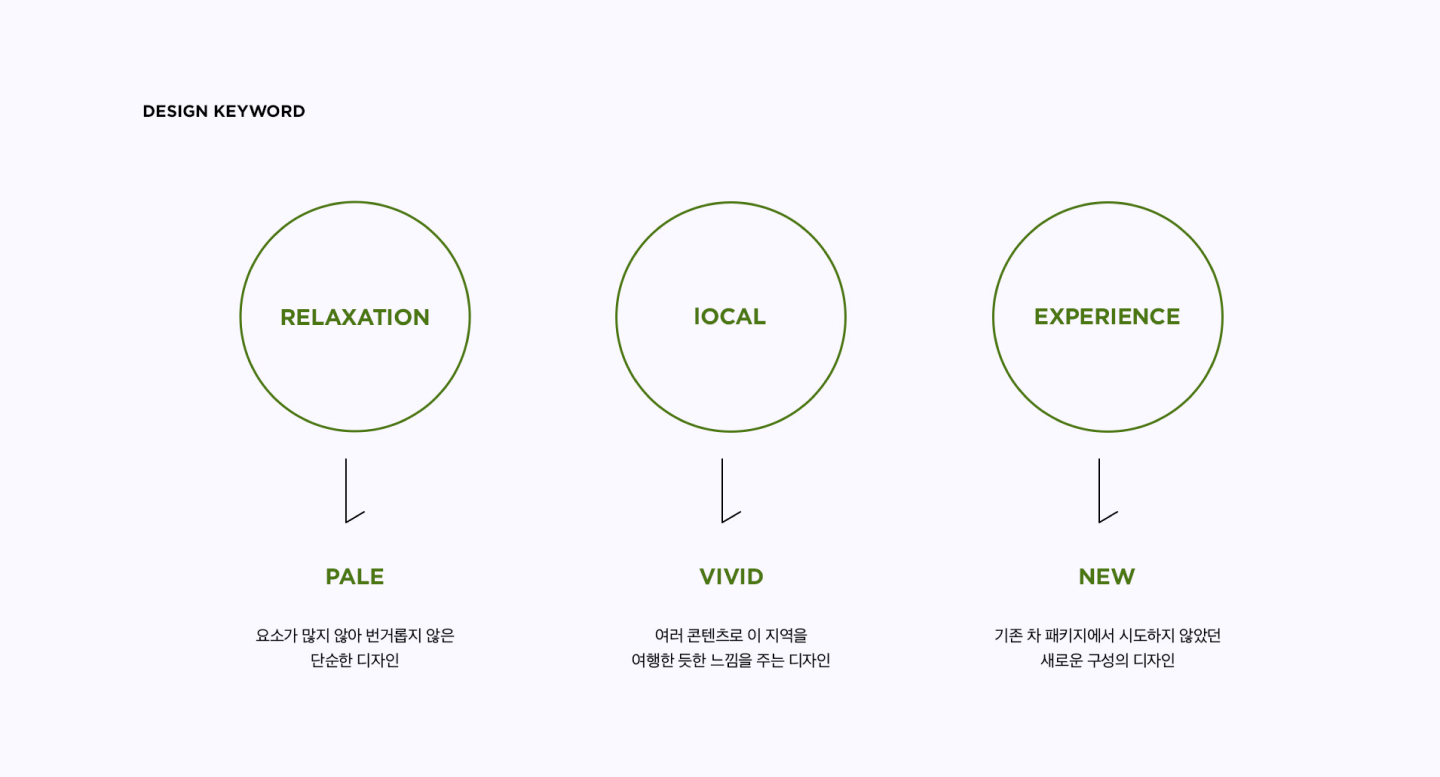 DESIGN KEYWORD
RELAXATION
lOCAL
EXPERIENCE
PALE
VIVID
NEW
요소가 많지 않아 번거롭지 않은
단순한 디자인
여러 콘텐츠로 이 지역을
여행한 듯한 느낌을 주는 디자인
기존 차 패키지에서 시도하지 않았던
새로운 구성의 디자인